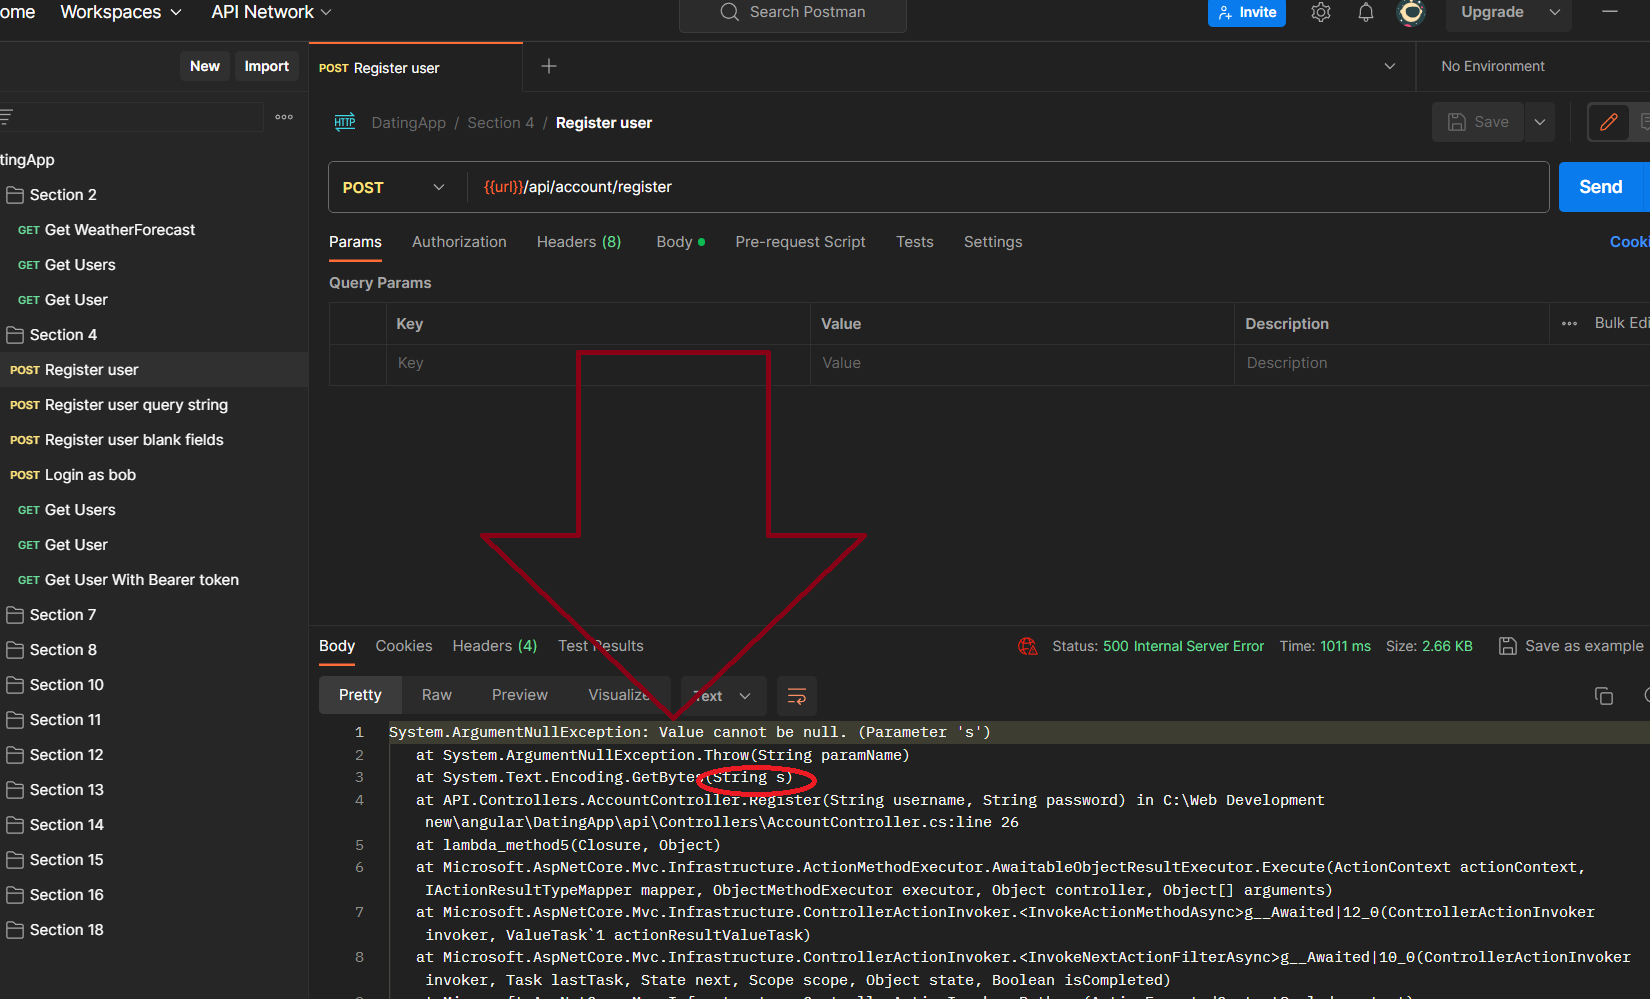 ome Workspaces API Network Search Postman Invite Upgrade
New Import POST Register user No Environment
HTTP DatingApp / Section 4 / Register user Save
tingApp
Section 2
GET Get WeatherForecast
GET Get Users
GET Get User
Section 4
POST Register user
POST Register user query string
POST Register user blank fields
POST Login as bob
GET Get Users
GET Get User
GET Get User With Bearer token
Section 7
Section 8
Section 10
Section 11
Section 12
Section 13
Section 14
Section 15
Section 16
Section 18
POST {{url}}/api/account/register Send
Params Authorization Headers (8) Body Pre-request Script Tests Settings Cooki
Query Params
Key Value Description Bulk Edi
Key Value Description
Body Cookies Headers (4) Test Results Status: 500 Internal Server Error Time: 1011 ms Size: 2.66 KB Save as example
Pretty Raw Preview Visualize Text
1 System.ArgumentNullException: Value cannot be null. (Parameter 's')
2 at System.ArgumentNullException.Throw(String paramName)
3 at System.Text.Encoding.GetBytes(String s)
4 at API.Controllers.AccountController.Register(String username, String password) in C:\Web Development
new\angular\DatingApp\api\Controllers\AccountController.cs:line 26
5 at lambda_method5(Closure, Object)
6 at Microsoft.AspNetCore.Mvc.Infrastructure.ActionMethodExecutor.AwaitableObjectResultExecutor.Execute(ActionContext actionContext,
IActionResultTypeMapper mapper, ObjectMethodExecutor executor, Object controller, Object[] arguments)
7 at Microsoft.AspNetCore.Mvc.Infrastructure.ControllerActionInvoker.<InvokeActionMethodAsync>g__Awaited|12_0(ControllerActionInvoker
invoker, ValueTask`1 actionResultValueTask)
8 at Microsoft.AspNetCore.Mvc.Infrastructure.ControllerActionInvoker.<InvokeNextActionFilterAsync>g__Awaited|10_0(ControllerActionInvoker
invoker, Task lastTask, State next, Scope scope, Object state, Boolean isCompleted)